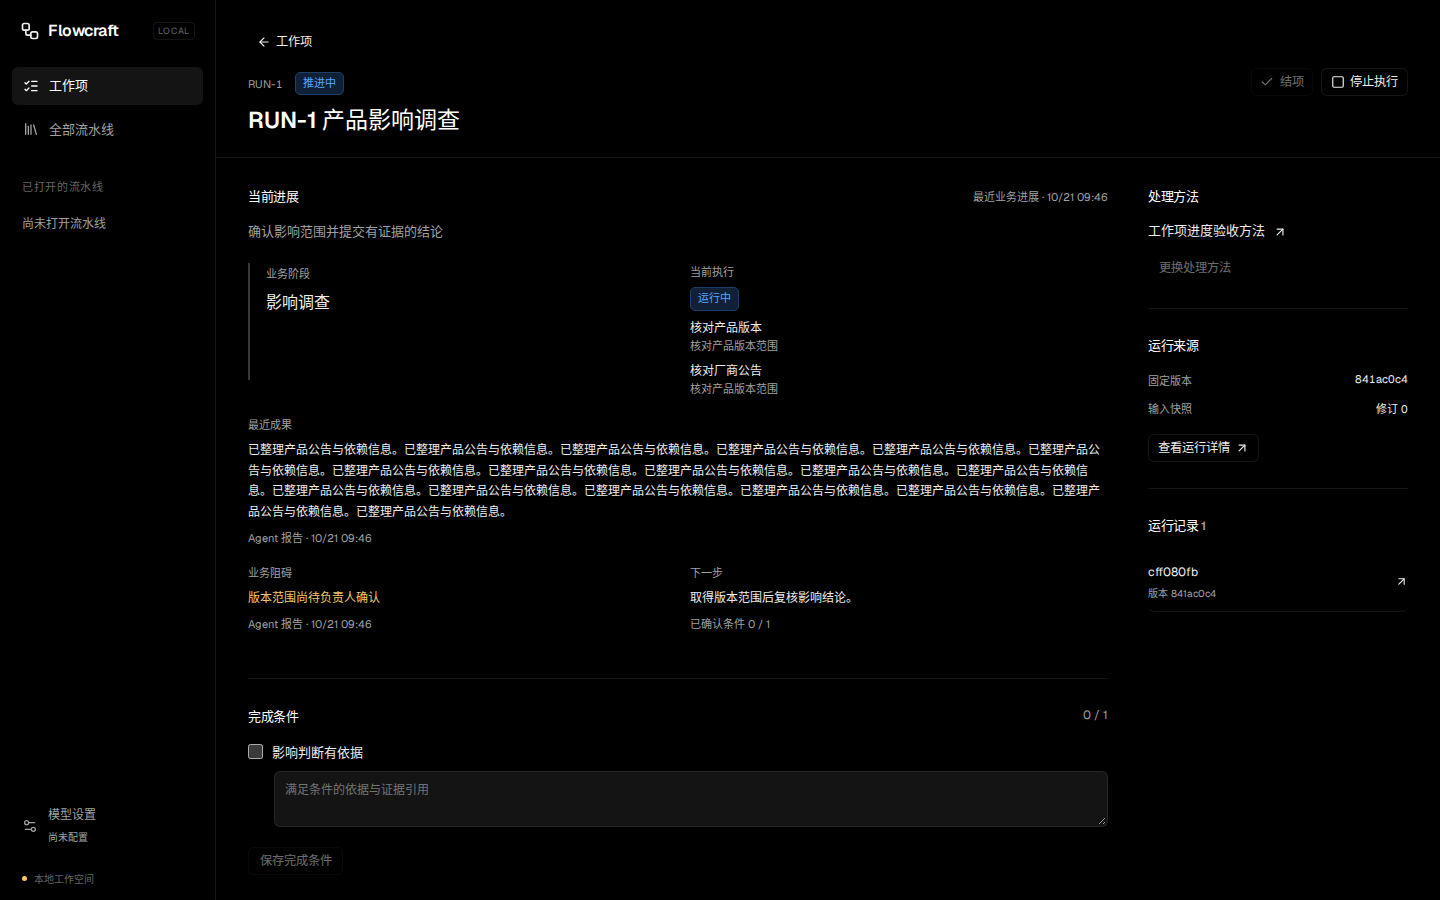 Flowcraft
LOCAL
工作项
全部流水线
已打开的流水线
尚未打开流水线
模型设置
尚未配置
本地工作空间
工作项
RUN-1
推进中
结项
停止执行
RUN-1 产品影响调查
当前进展
最近业务进展 · 10/21 09:46
确认影响范围并提交有证据的结论
业务阶段
影响调查
当前执行
运行中
核对产品版本
核对产品版本范围
核对厂商公告
核对产品版本范围
最近成果
已整理产品公告与依赖信息。已整理产品公告与依赖信息。已整理产品公告与依赖信息。已整理产品公告与依赖信息。已整理产品公告与依赖信息。已整理产品公
告与依赖信息。已整理产品公告与依赖信息。已整理产品公告与依赖信息。已整理产品公告与依赖信息。已整理产品公告与依赖信息。已整理产品公告与依赖信
息。已整理产品公告与依赖信息。已整理产品公告与依赖信息。已整理产品公告与依赖信息。已整理产品公告与依赖信息。已整理产品公告与依赖信息。已整理产
品公告与依赖信息。已整理产品公告与依赖信息。
Agent 报告 · 10/21 09:46
业务阻碍
版本范围尚待负责人确认
Agent 报告 · 10/21 09:46
下一步
取得版本范围后复核影响结论。
已确认条件 0 / 1
完成条件
0 / 1
影响判断有依据
满足条件的依据与证据引用
保存完成条件
处理方法
工作项进度验收方法
更换处理方法
运行来源
固定版本
841ac0c4
输入快照
修订 0
查看运行详情
运行记录 1
cff080fb
版本 841ac0c4